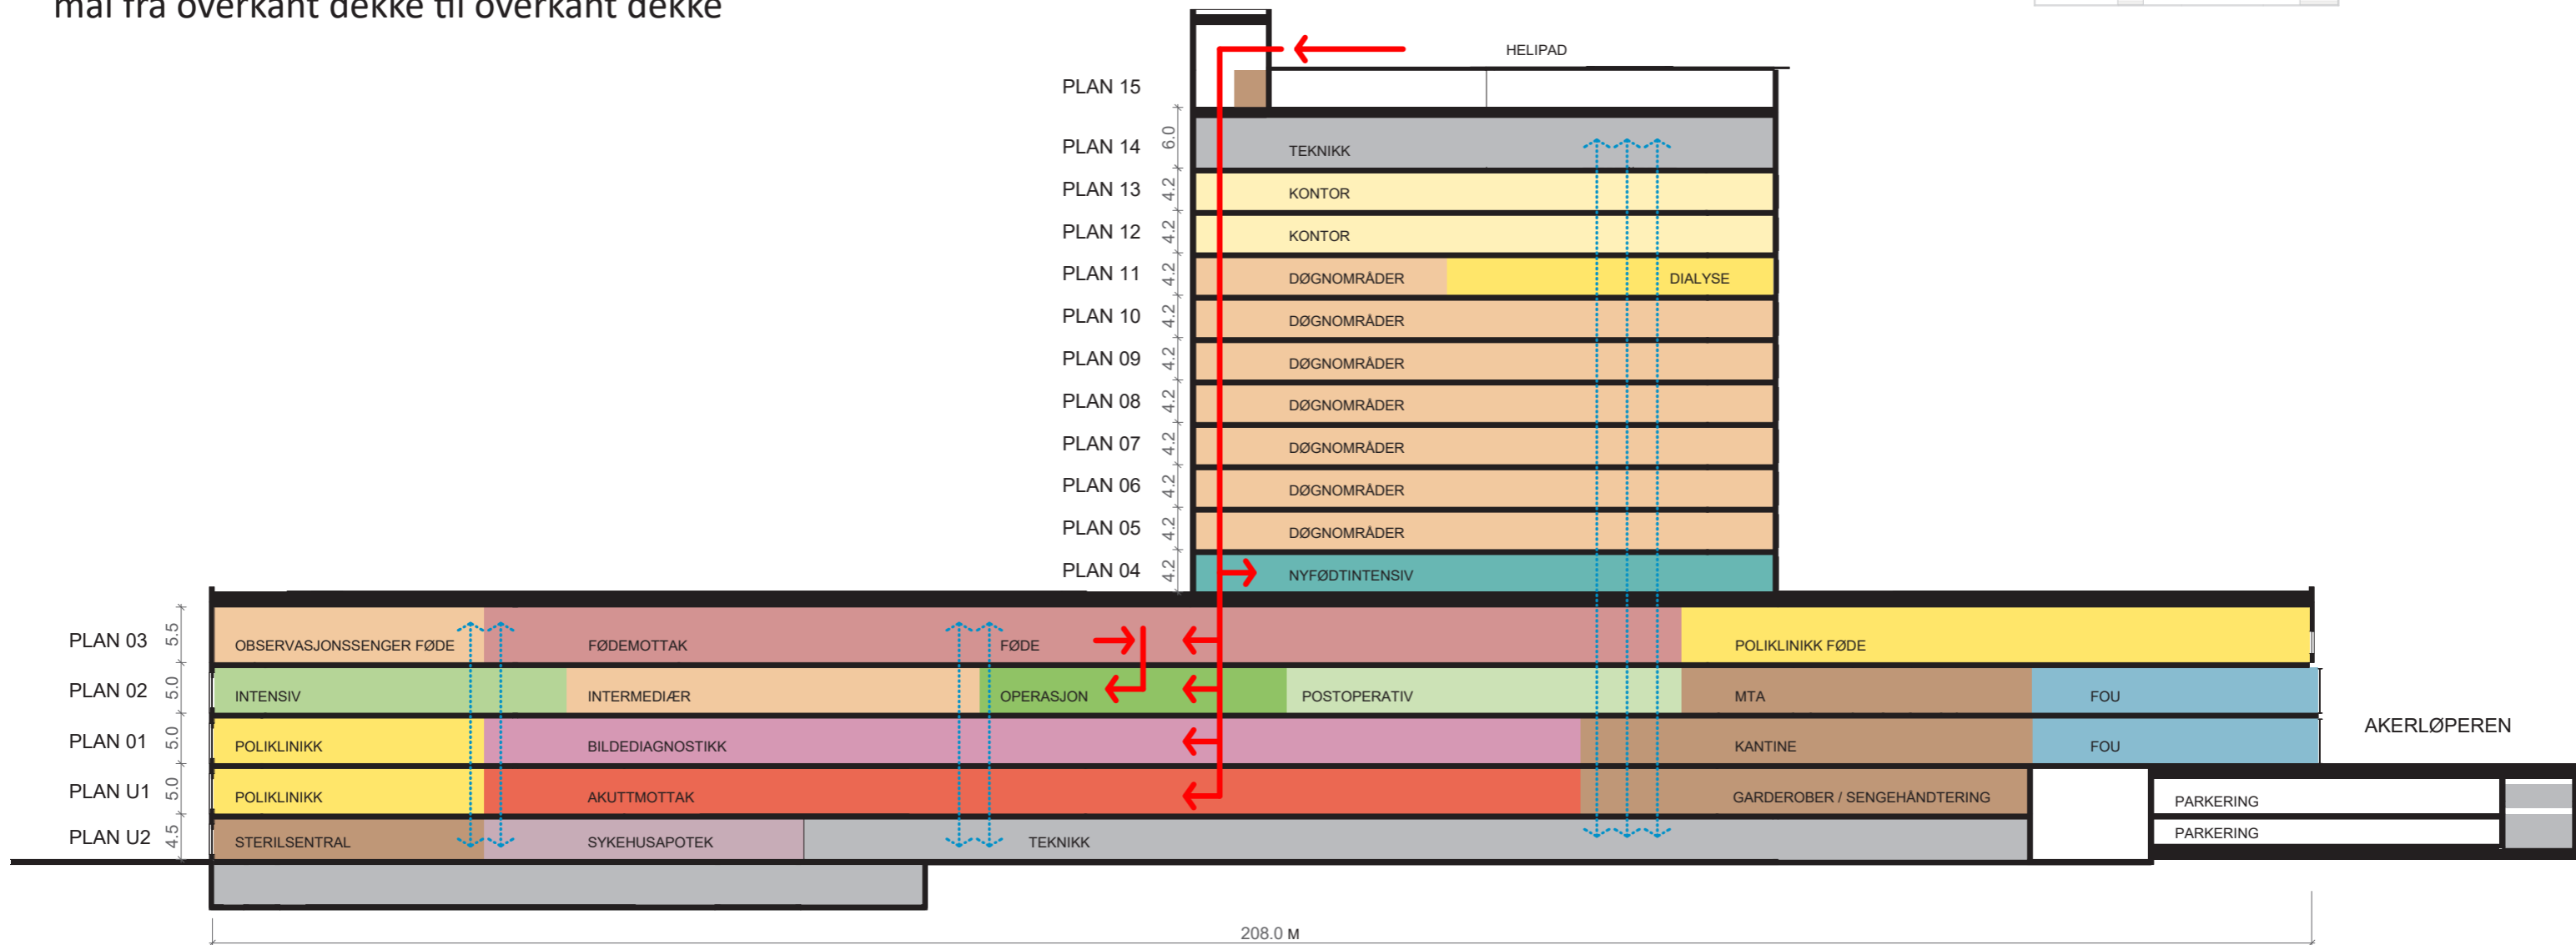 mål fra overkant dekke til overkant dekke
HELIPAD
PLAN 15
PLAN 14 6.0 TEKNIKK
PLAN 13 4.2 KONTOR
PLAN 12 4.2 KONTOR
PLAN 11 4.2 DØGNOMRÅDER DIALYSE
PLAN 10 4.2 DØGNOMRÅDER
PLAN 09 4.2 DØGNOMRÅDER
PLAN 08 4.2 DØGNOMRÅDER
PLAN 07 4.2 DØGNOMRÅDER
PLAN 06 4.2 DØGNOMRÅDER
PLAN 05 4.2 DØGNOMRÅDER
PLAN 04 4.2 NYFØDTINTENSIV
PLAN 03 5.5 OBSERVASJONSSENGER FØDE FØDEMOTTAK FØDE POLIKLINIKK FØDE
PLAN 02 5.0 INTENSIV INTERMEDIÆR OPERASJON POSTOPERATIV MTA FOU
AKERLØPEREN
PLAN 01 5.0 POLIKLINIKK BILDEDIAGNOSTIKK KANTINE FOU
PLAN U1 5.0 POLIKLINIKK AKUTTMOTTAK GARDEROBER / SENGEHÅNDTERING PARKERING
PARKERING
PLAN U2 4.5 STERILSENTRAL SYKEHUSAPOTEK TEKNIKK
208.0 M